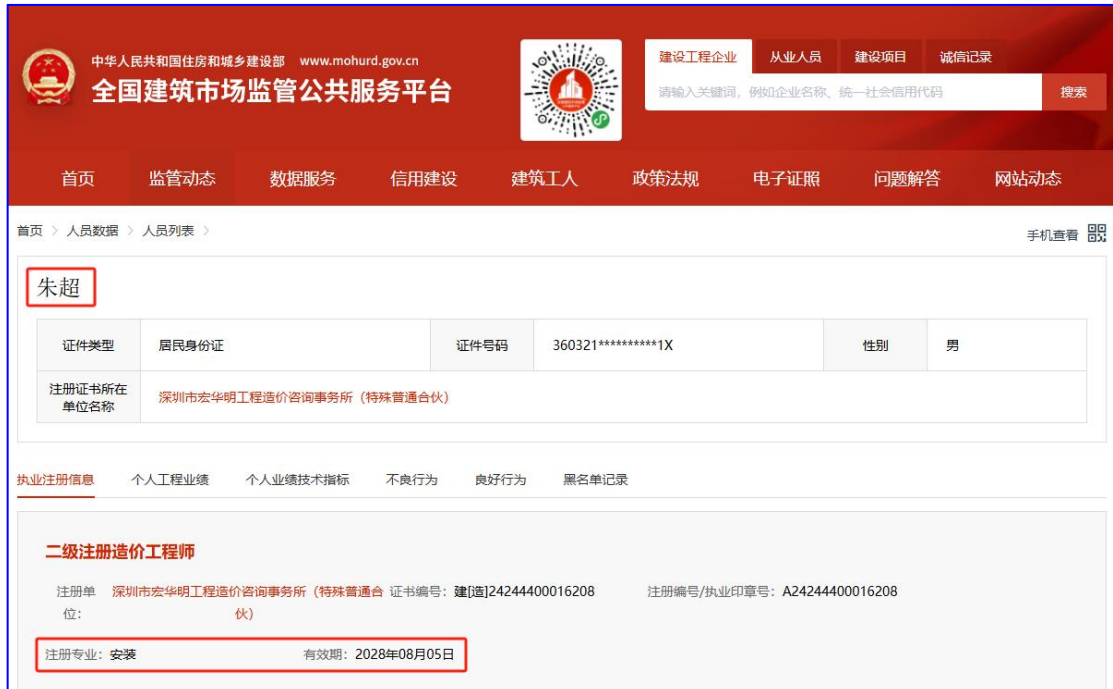 中华人民共和国住房和城乡建设部 www.mohurd.gov.cn
全国建筑市场监管公共服务平台
建设工程企业 从业人员 建设项目 诚信记录
请输入关键词，例如企业名称、统一社会信用代码 搜索
首页 监管动态 数据服务 信用建设 建筑工人 政策法规 电子证照 问题解答 网站动态
首页 > 人员数据 > 人员列表 >
手机查看
朱超
证件类型 居民身份证 证件号码 360321**********1X 性别 男
注册证书所在
单位名称
深圳市宏华明工程造价咨询事务所（特殊普通合伙）
执业注册信息 个人工程业绩 个人业绩技术指标 不良行为 良好行为 黑名单记录
二级注册造价工程师
注册单 深圳市宏华明工程造价咨询事务所（特殊普通合 证书编号：建[造]24244400016208 注册编号/执业印章号：A24244400016208
位： 伙）
注册专业：安装 有效期：2028年08月05日